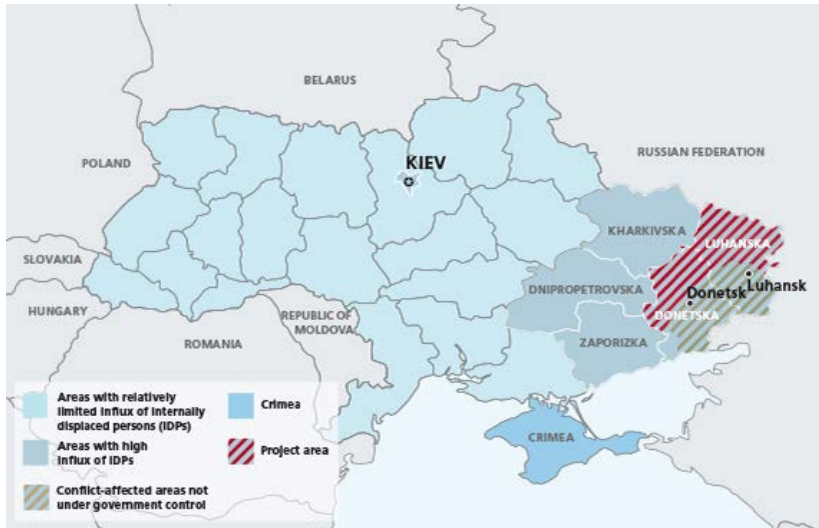 BELARUS
POLAND
KIEV
RUSSIAN FEDERATION
KHARKIVSKA
LUHANSKA
SLOVAKIA
DNIPROPETROVSKA
Donetsk
Luhansk
HUNGARY
REPUBLIC OF
MOLDOVA
DONETSKA
ROMANIA
ZAPORIZKA
CRIMEA
Areas with relatively
limited influx of internally
displaced persons (IDPs)
Areas with high
influx of IDPs
Conflict-affected areas not
under government control
Crimea
Project area